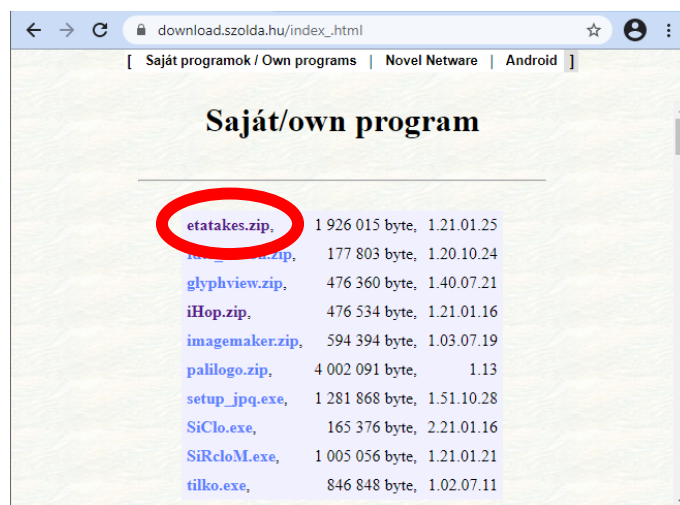 download.szolda.hu/index_.html
[ Saját programok / Own programs | Novel Netware | Android ]
Saját/own program
etatakes.zip, 1 926 015 byte, 1.21.01.25
177 803 byte, 1.20.10.24
glyphview.zip, 476 360 byte, 1.40.07.21
iHop.zip, 476 534 byte, 1.21.01.16
imagemaker.zip, 594 394 byte, 1.03.07.19
palilogo.zip, 4 002 091 byte, 1.13
setup_jpq.exe, 1 281 868 byte, 1.51.10.28
SiClo.exe, 165 376 byte, 2.21.01.16
SiRcloM.exe, 1 005 056 byte, 1.21.01.21
tilko.exe, 846 848 byte, 1.02.07.11